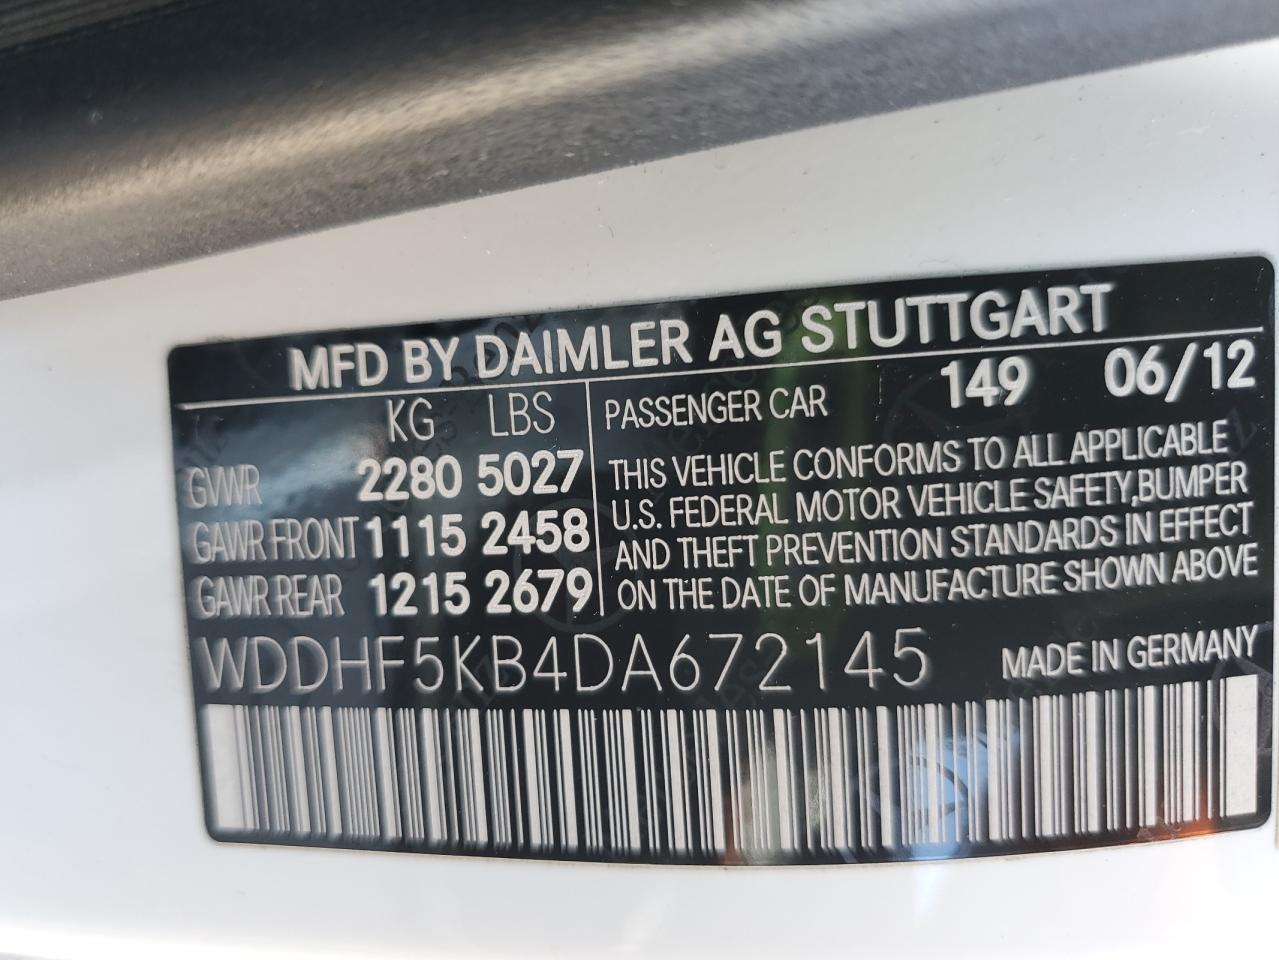 MFD BY DAIMLER AG STUTTGART
KG LBS
GVWR 2280 5027
GAWR FRONT 1115 2458
GAWR REAR 1215 2679
PASSENGER CAR 149 06/12
THIS VEHICLE CONFORMS TO ALL APPLICABLE
U.S. FEDERAL MOTOR VEHICLE SAFETY,BUMPER
AND THEFT PREVENTION STANDARDS IN EFFECT
ON THE DATE OF MANUFACTURE SHOWN ABOVE
WDDHF5KB4DA672145 MADE IN GERMANY